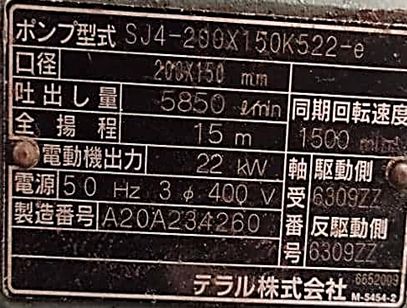 ポンプ型式 SJ4-200X150K522-e
口径 200X150 mm
吐出し量 5850 ℓ/min
全揚程 15 m
同期回転速度 1500 min
電動機出力 22 kW
電源 50 Hz 3φ 400 V
製造番号 A20A234260
軸受番号 駆動側 6309ZZ
反駆動側 6309ZZ
テラル株式会社
6652009
M-5454-2